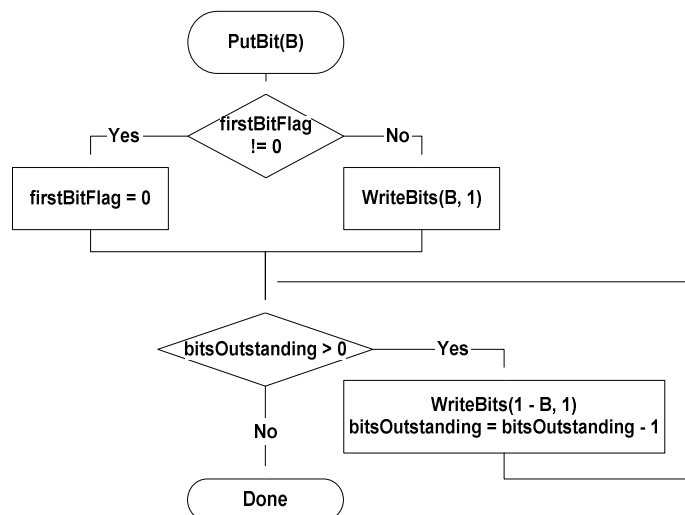 PutBit(B)
firstBitFlag
!= 0
Yes
No
firstBitFlag = 0
WriteBits(B, 1)
bitsOutstanding > 0
Yes
WriteBits(1 - B, 1)
bitsOutstanding = bitsOutstanding - 1
No
Done